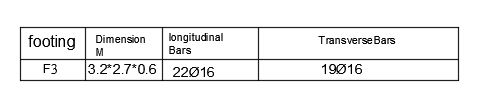 footing Dimension M longitudinal Bars TransverseBars
F3 3.2*2.7*0.6 22Ø16 19Ø16